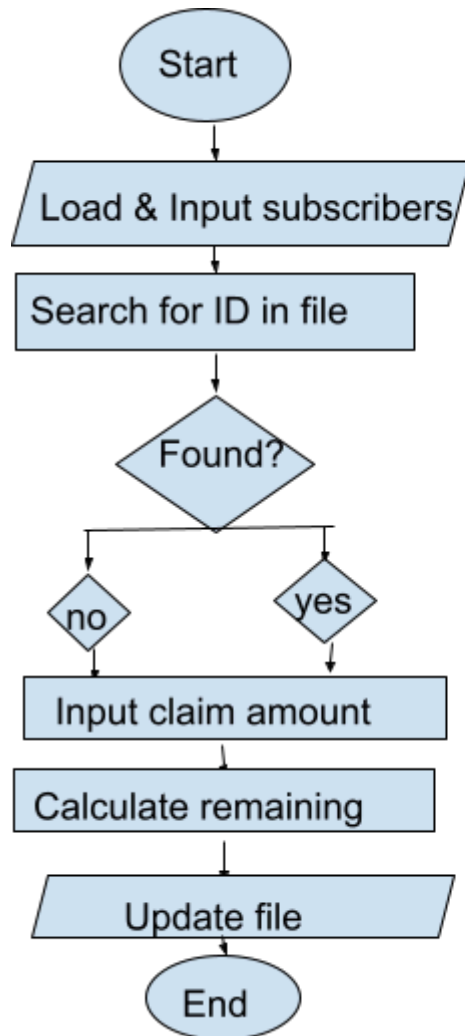 Start
Load & Input subscribers
Search for ID in file
Found?
no
yes
Input claim amount
Calculate remaining
Update file
End